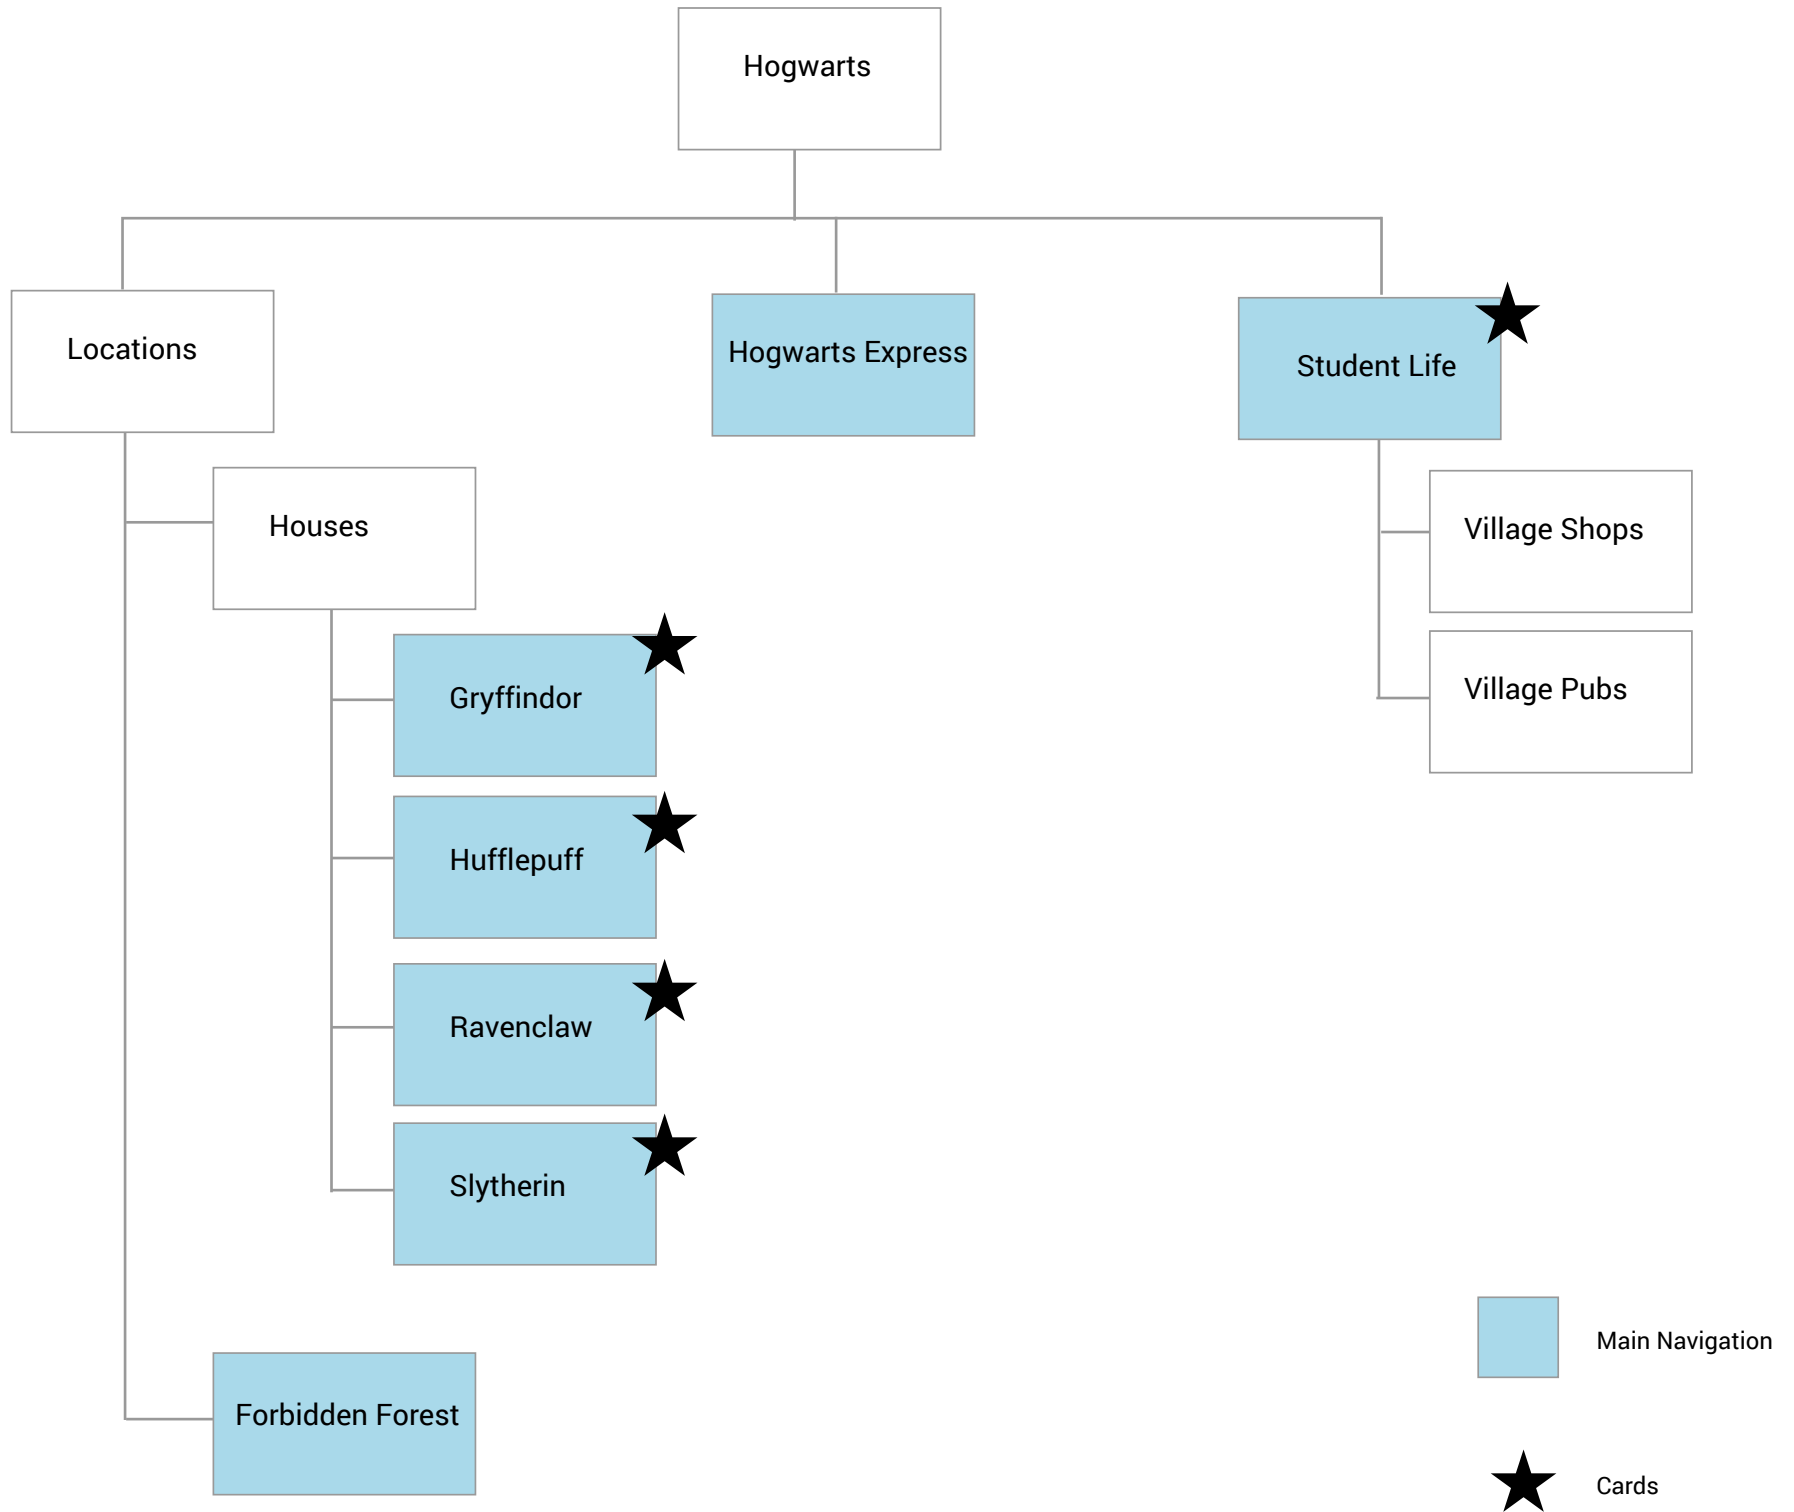 Hogwarts
Locations
Hogwarts Express
Student Life
Houses
Village Shops
Gryffindor
Village Pubs
Hufflepuff
Ravenclaw
Slytherin
Forbidden Forest
Main Navigation
Cards